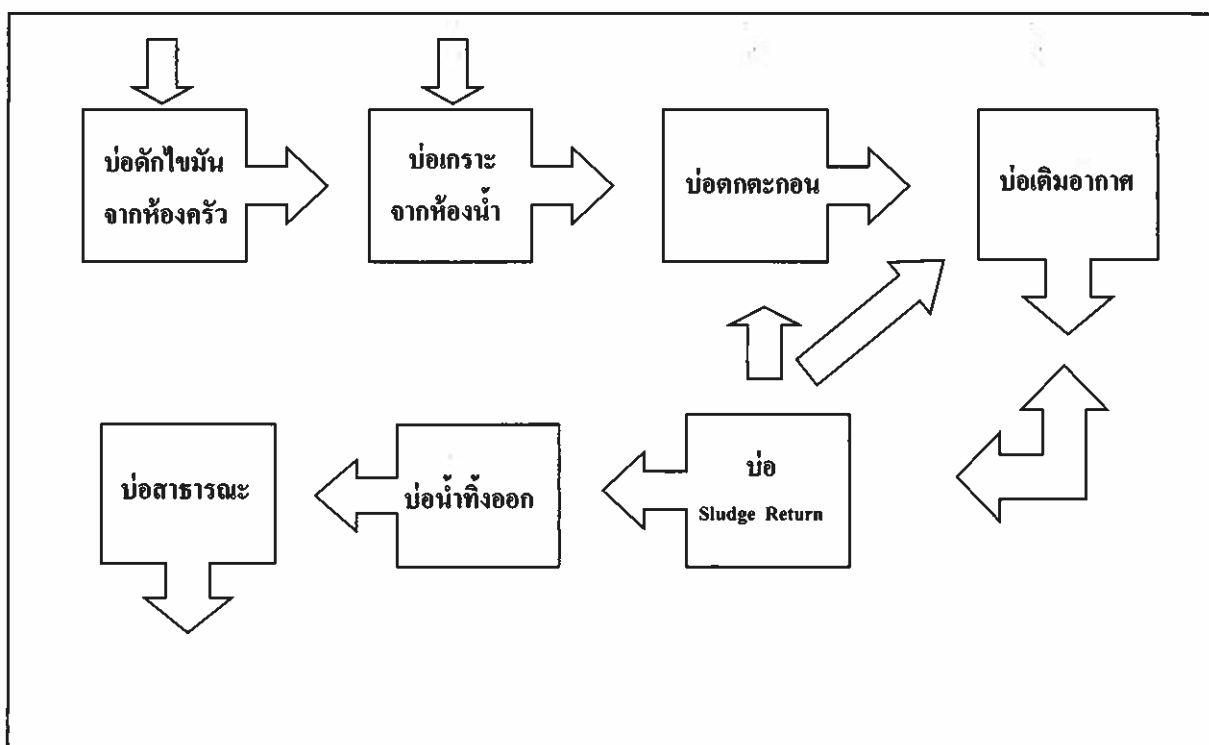 บ่อดักไขมัน
จากห้องครัว
บ่อเกราะ
จากห้องน้ำ
บ่อตกตะกอน
บ่อเติมอากาศ
บ่อสาธารณะ
บ่อน้ำทิ้งออก
บ่อ
Sludge Return